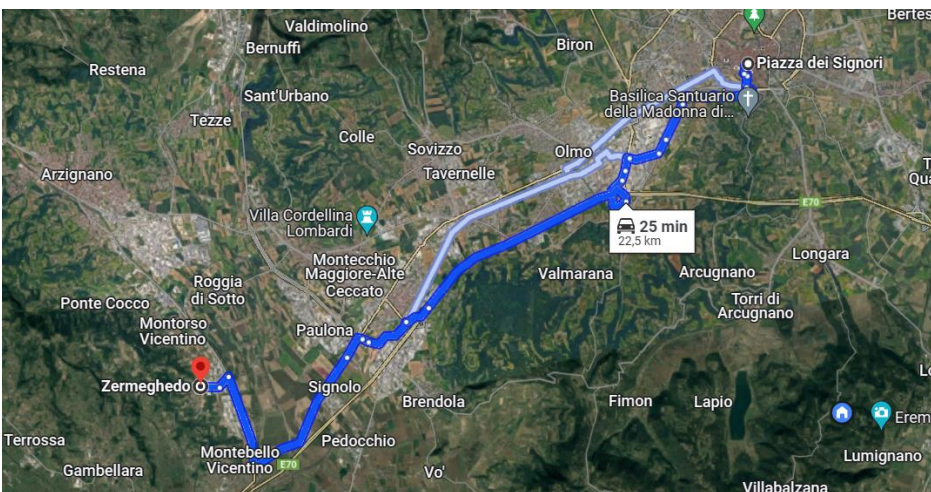 Valdimolino
Bertes
Bernuffi
Biron
Restena
Piazza dei Signori
Sant'Urbano
Basilica Santuario
della Madonna di...
Tezze
Colle
Sovizzo
Olmo
Arzignano
Tavernelle
T
Qua
E70
Villa Cordellina
Lombardi
25 min
22,5 km
Longara
Montecchio
Maggiore-Alte
Ceccato
Valmarana
Arcugnano
Roggia
di Sotto
Ponte Cocco
Torri di
Arcugnano
Montorso
Vicentino
Paulona
Zermeghedo
Signolo
Brendola
Fimon
Lapio
Lo
Erem
Terrossa
Pedocchio
Montebello
Vicentino
E70
Lumignano
Gambellara
Vo'
Villabalzana